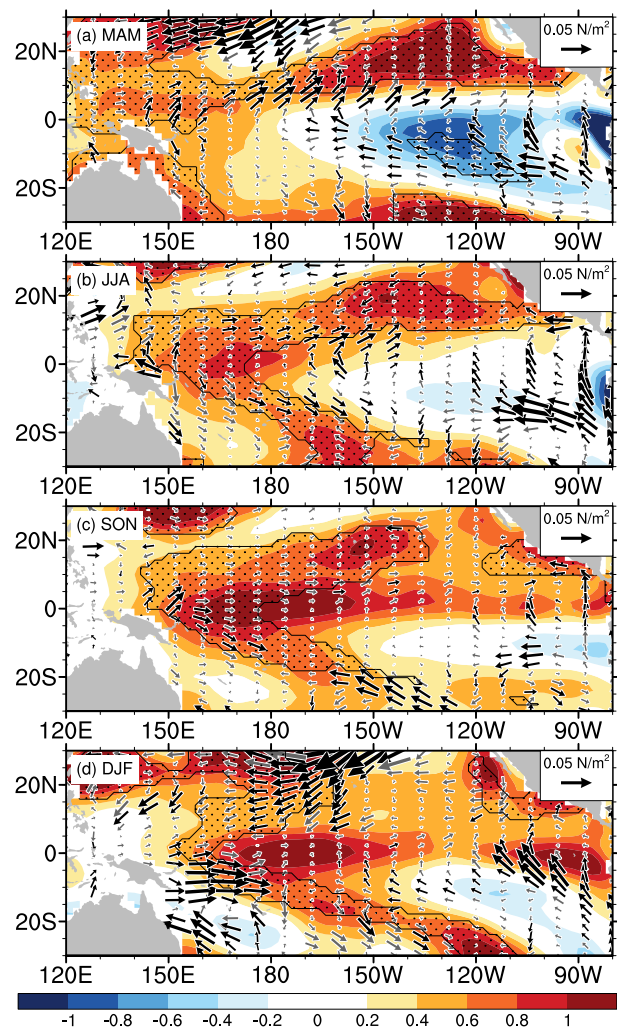 (a) MAM
0.05 N/m²
20N
0
20S
120E 150E 180 150W 120W 90W
(b) JJA
0.05 N/m²
20N
0
20S
120E 150E 180 150W 120W 90W
(c) SON
0.05 N/m²
20N
0
20S
120E 150E 180 150W 120W 90W
(d) DJF
0.05 N/m²
20N
0
20S
120E 150E 180 150W 120W 90W
-1 -0.8 -0.6 -0.4 -0.2 0 0.2 0.4 0.6 0.8 1